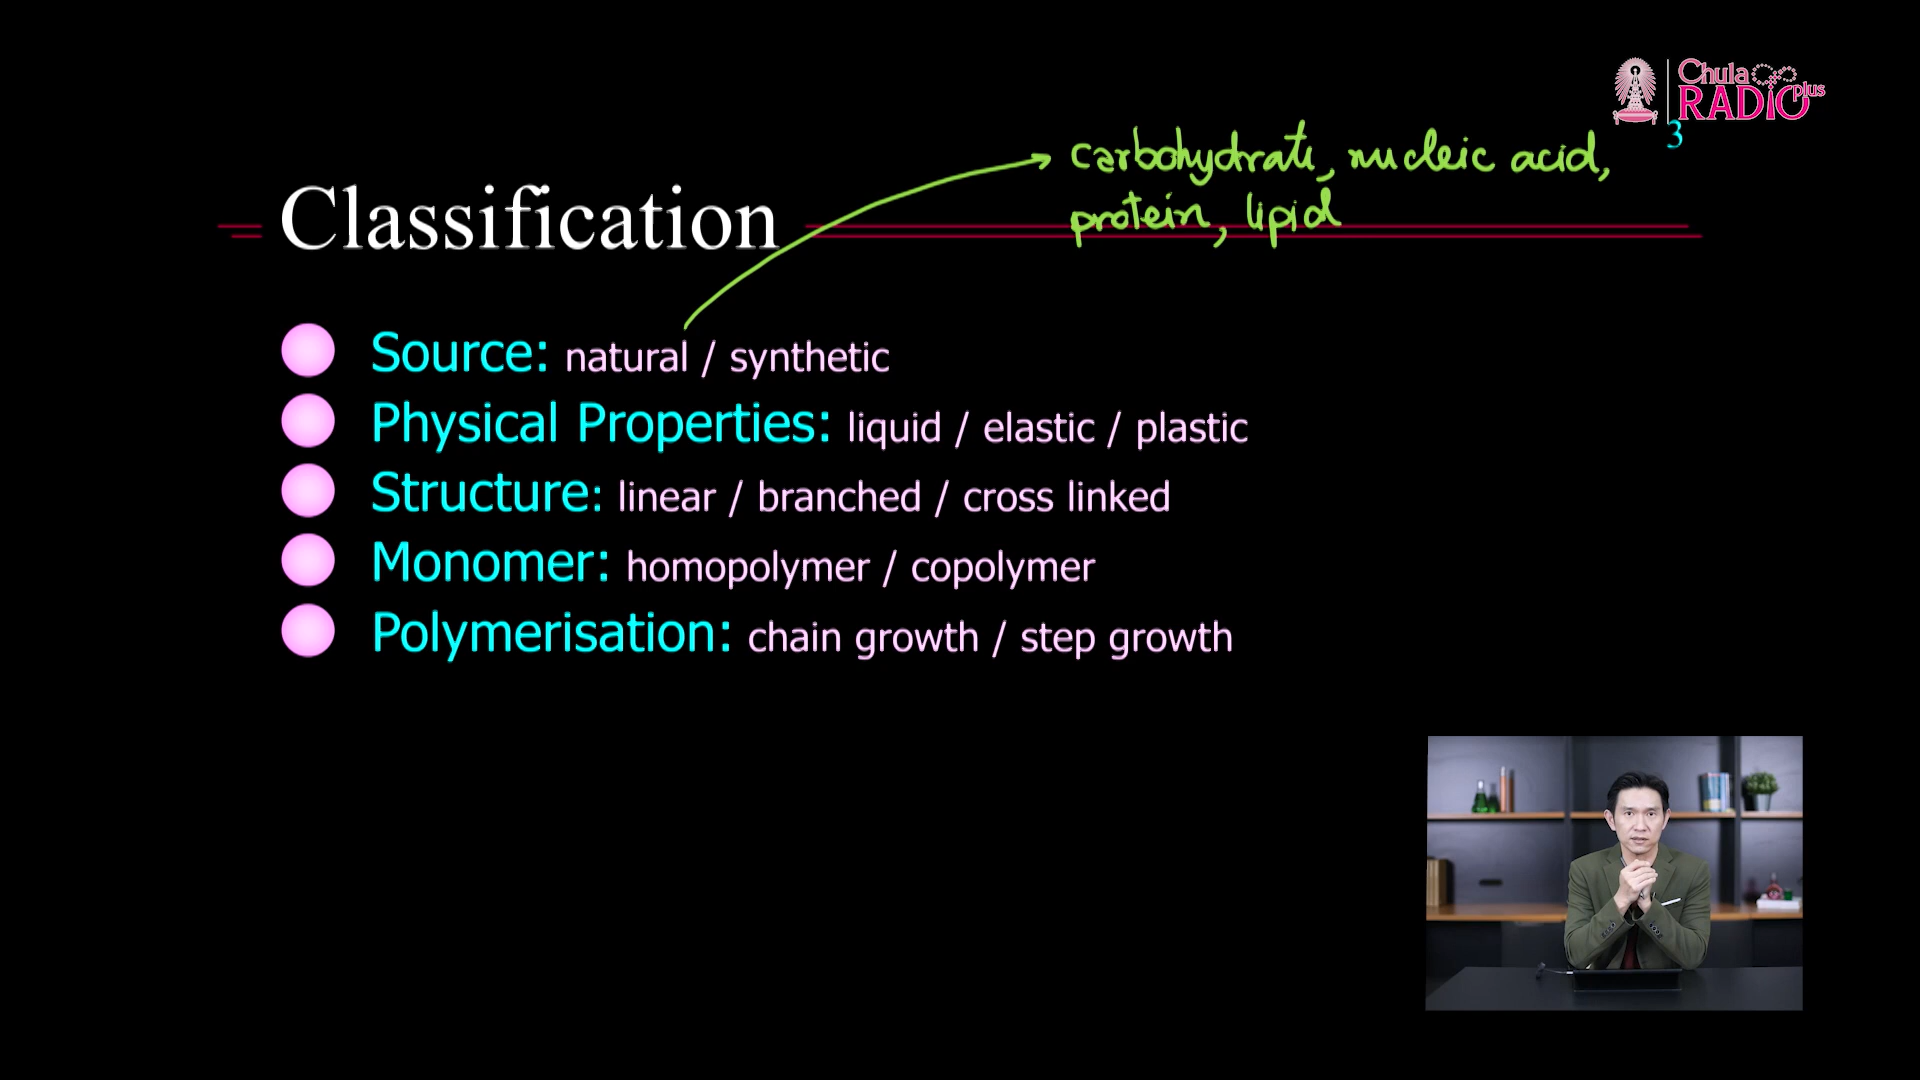 Chula
RADIO plus
3
carbohydrate, nucleic acid,
protein, lipid
Classification
Source: natural / synthetic
Physical Properties: liquid / elastic / plastic
Structure: linear / branched / cross linked
Monomer: homopolymer / copolymer
Polymerisation: chain growth / step growth